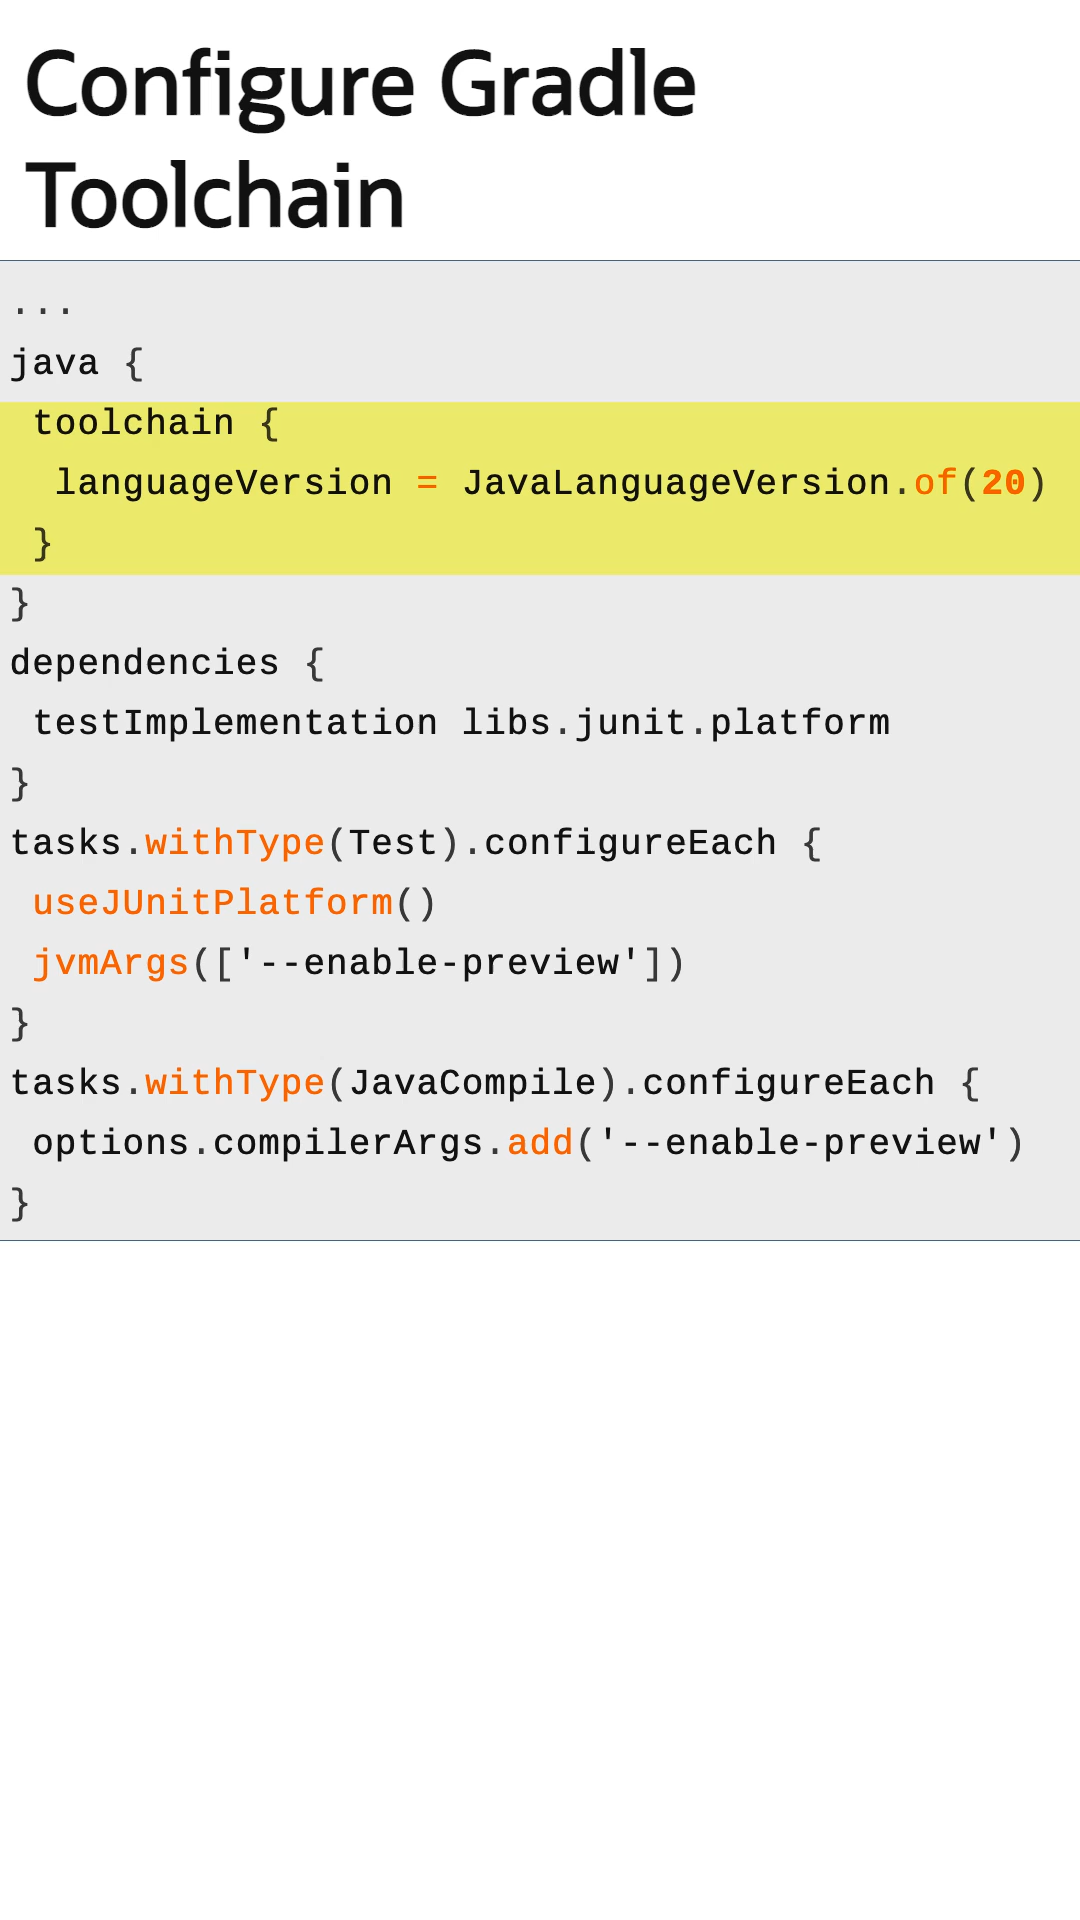 Configure Gradle
Toolchain
...
java {
 toolchain {
  languageVersion = JavaLanguageVersion.of(20)
 }
}
dependencies {
 testImplementation libs.junit.platform
}
tasks.withType(Test).configureEach {
 useJUnitPlatform()
 jvmArgs(['--enable-preview'])
}
tasks.withType(JavaCompile).configureEach {
 options.compilerArgs.add('--enable-preview')
}